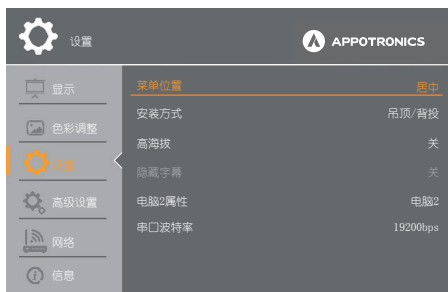 设置
APPOTRONICS
显示
色彩调整
设置
高级设置
网络
信息
菜单位置 居中
安装方式 吊顶/背投
高海拔 关
隐藏字幕 关
电脑2属性 电脑2
串口波特率 19200bps